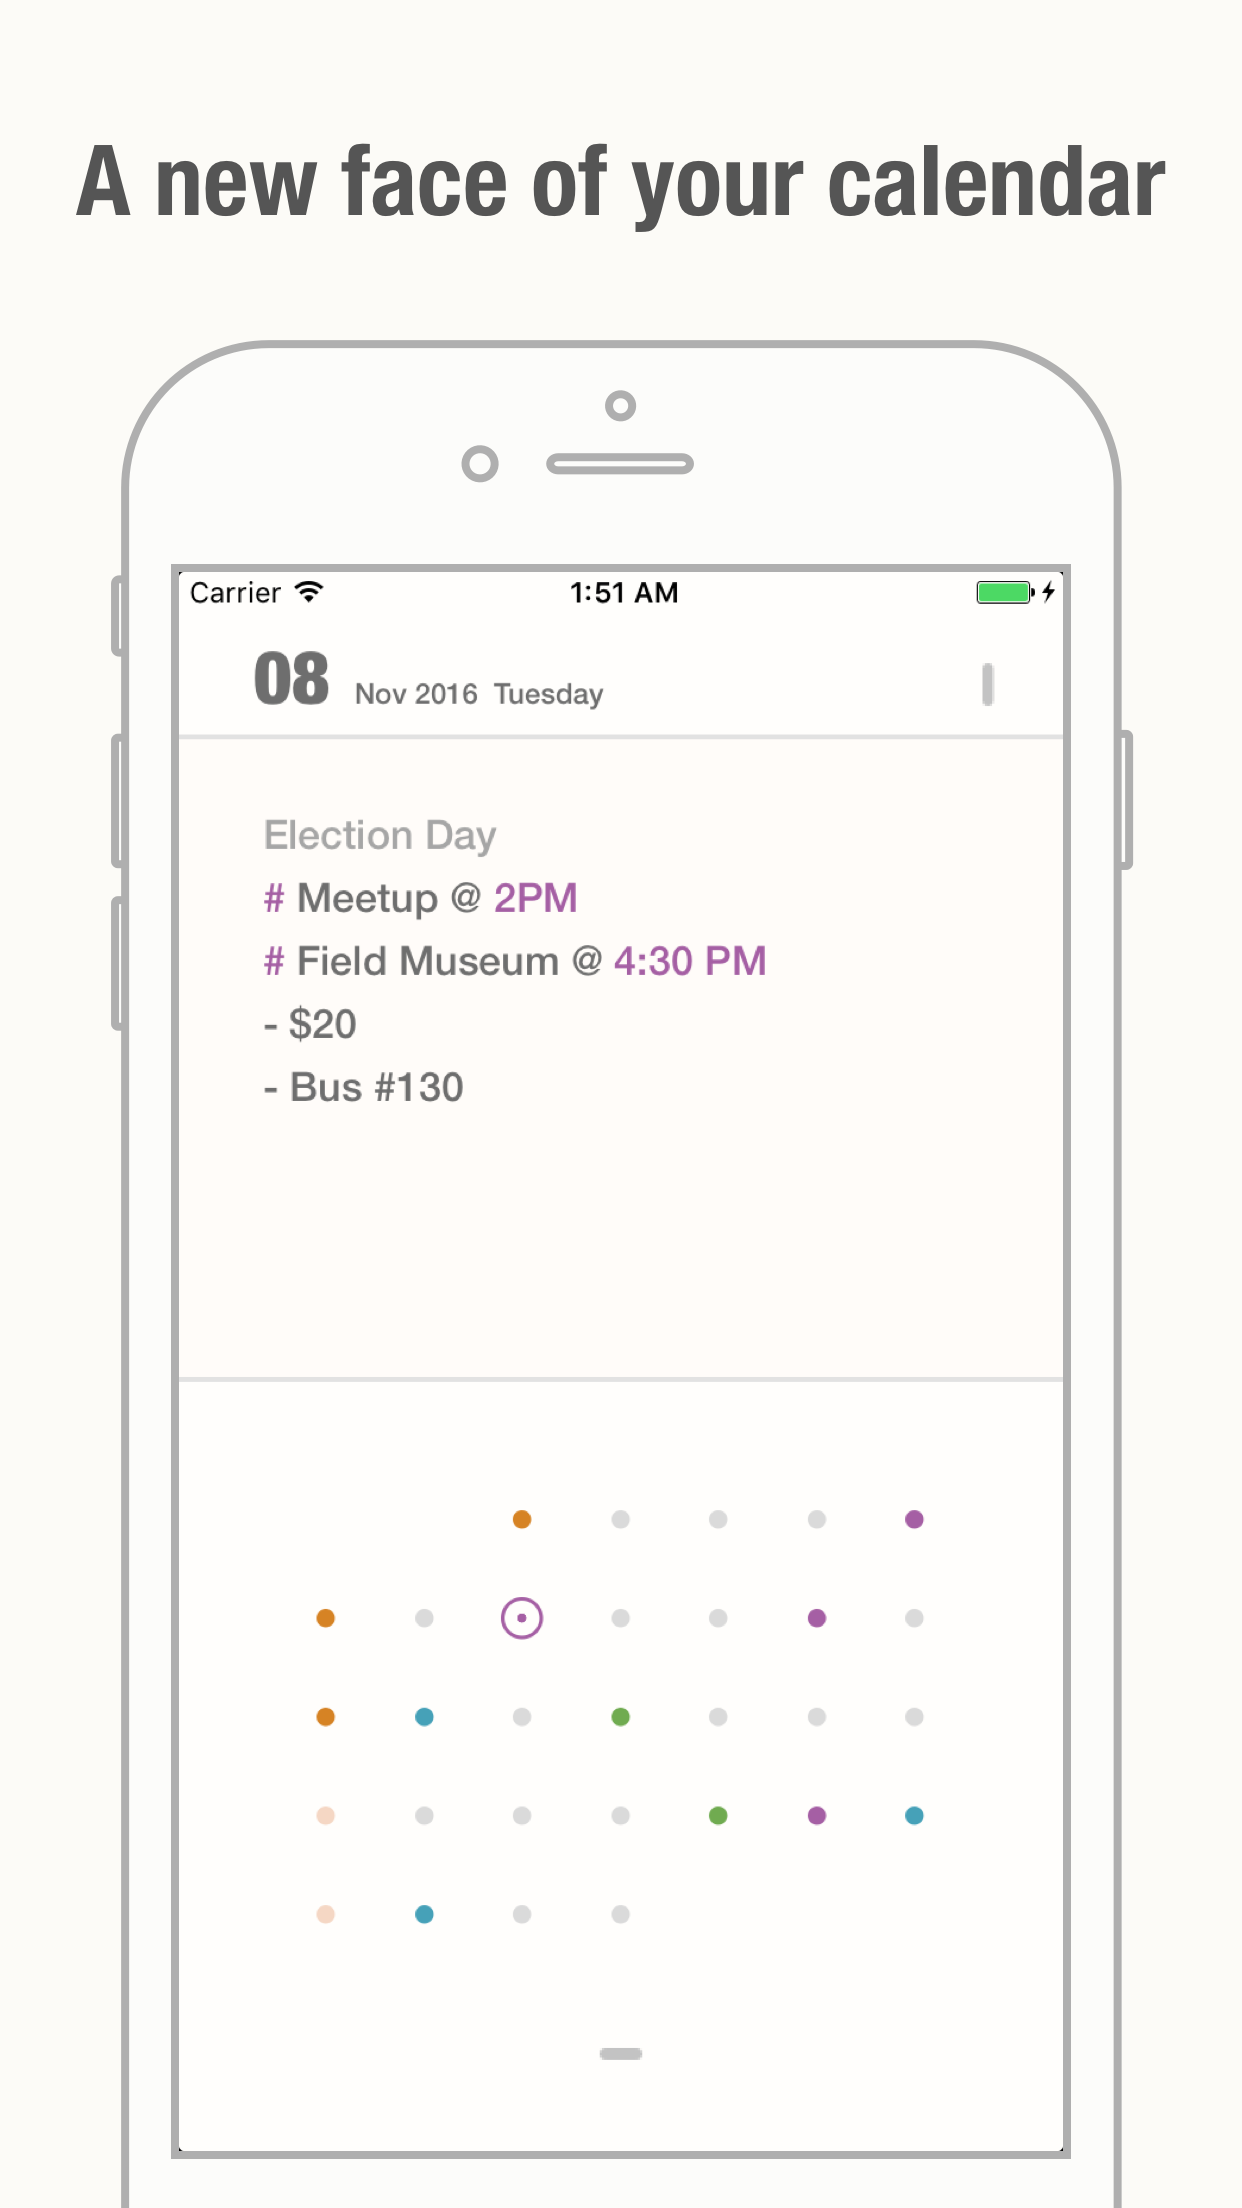 A new face of your calendar
Carrier 1:51 AM
08 Nov 2016 Tuesday
Election Day
# Meetup @ 2PM
# Field Museum @ 4:30 PM
- $20
- Bus #130